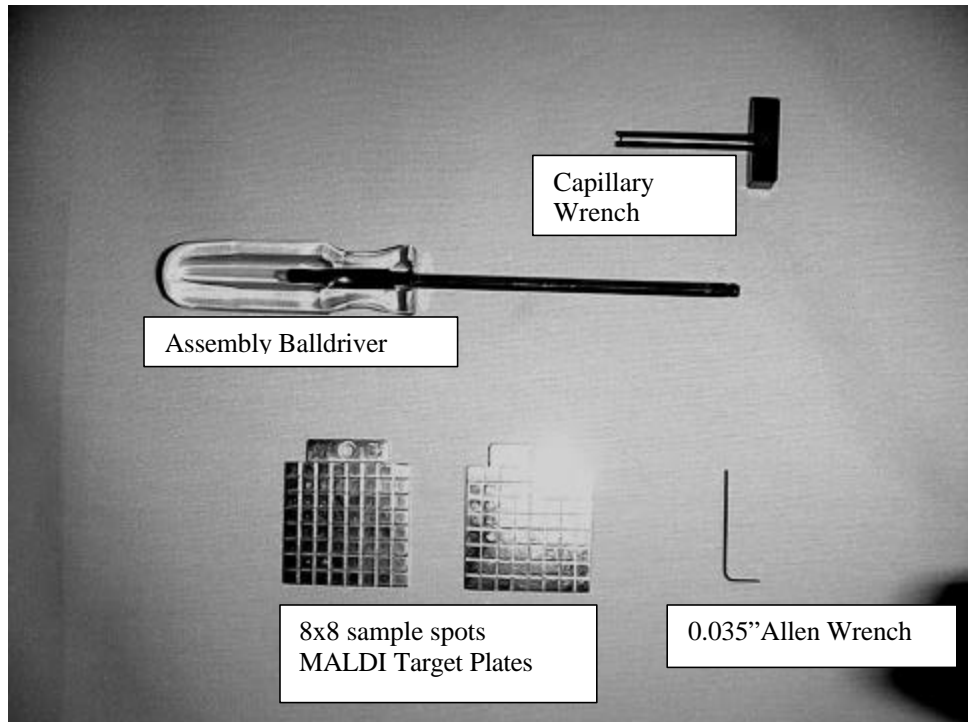 Capillary
Wrench
Assembly Balldriver
8x8 sample spots
MALDI Target Plates
0.035”Allen Wrench